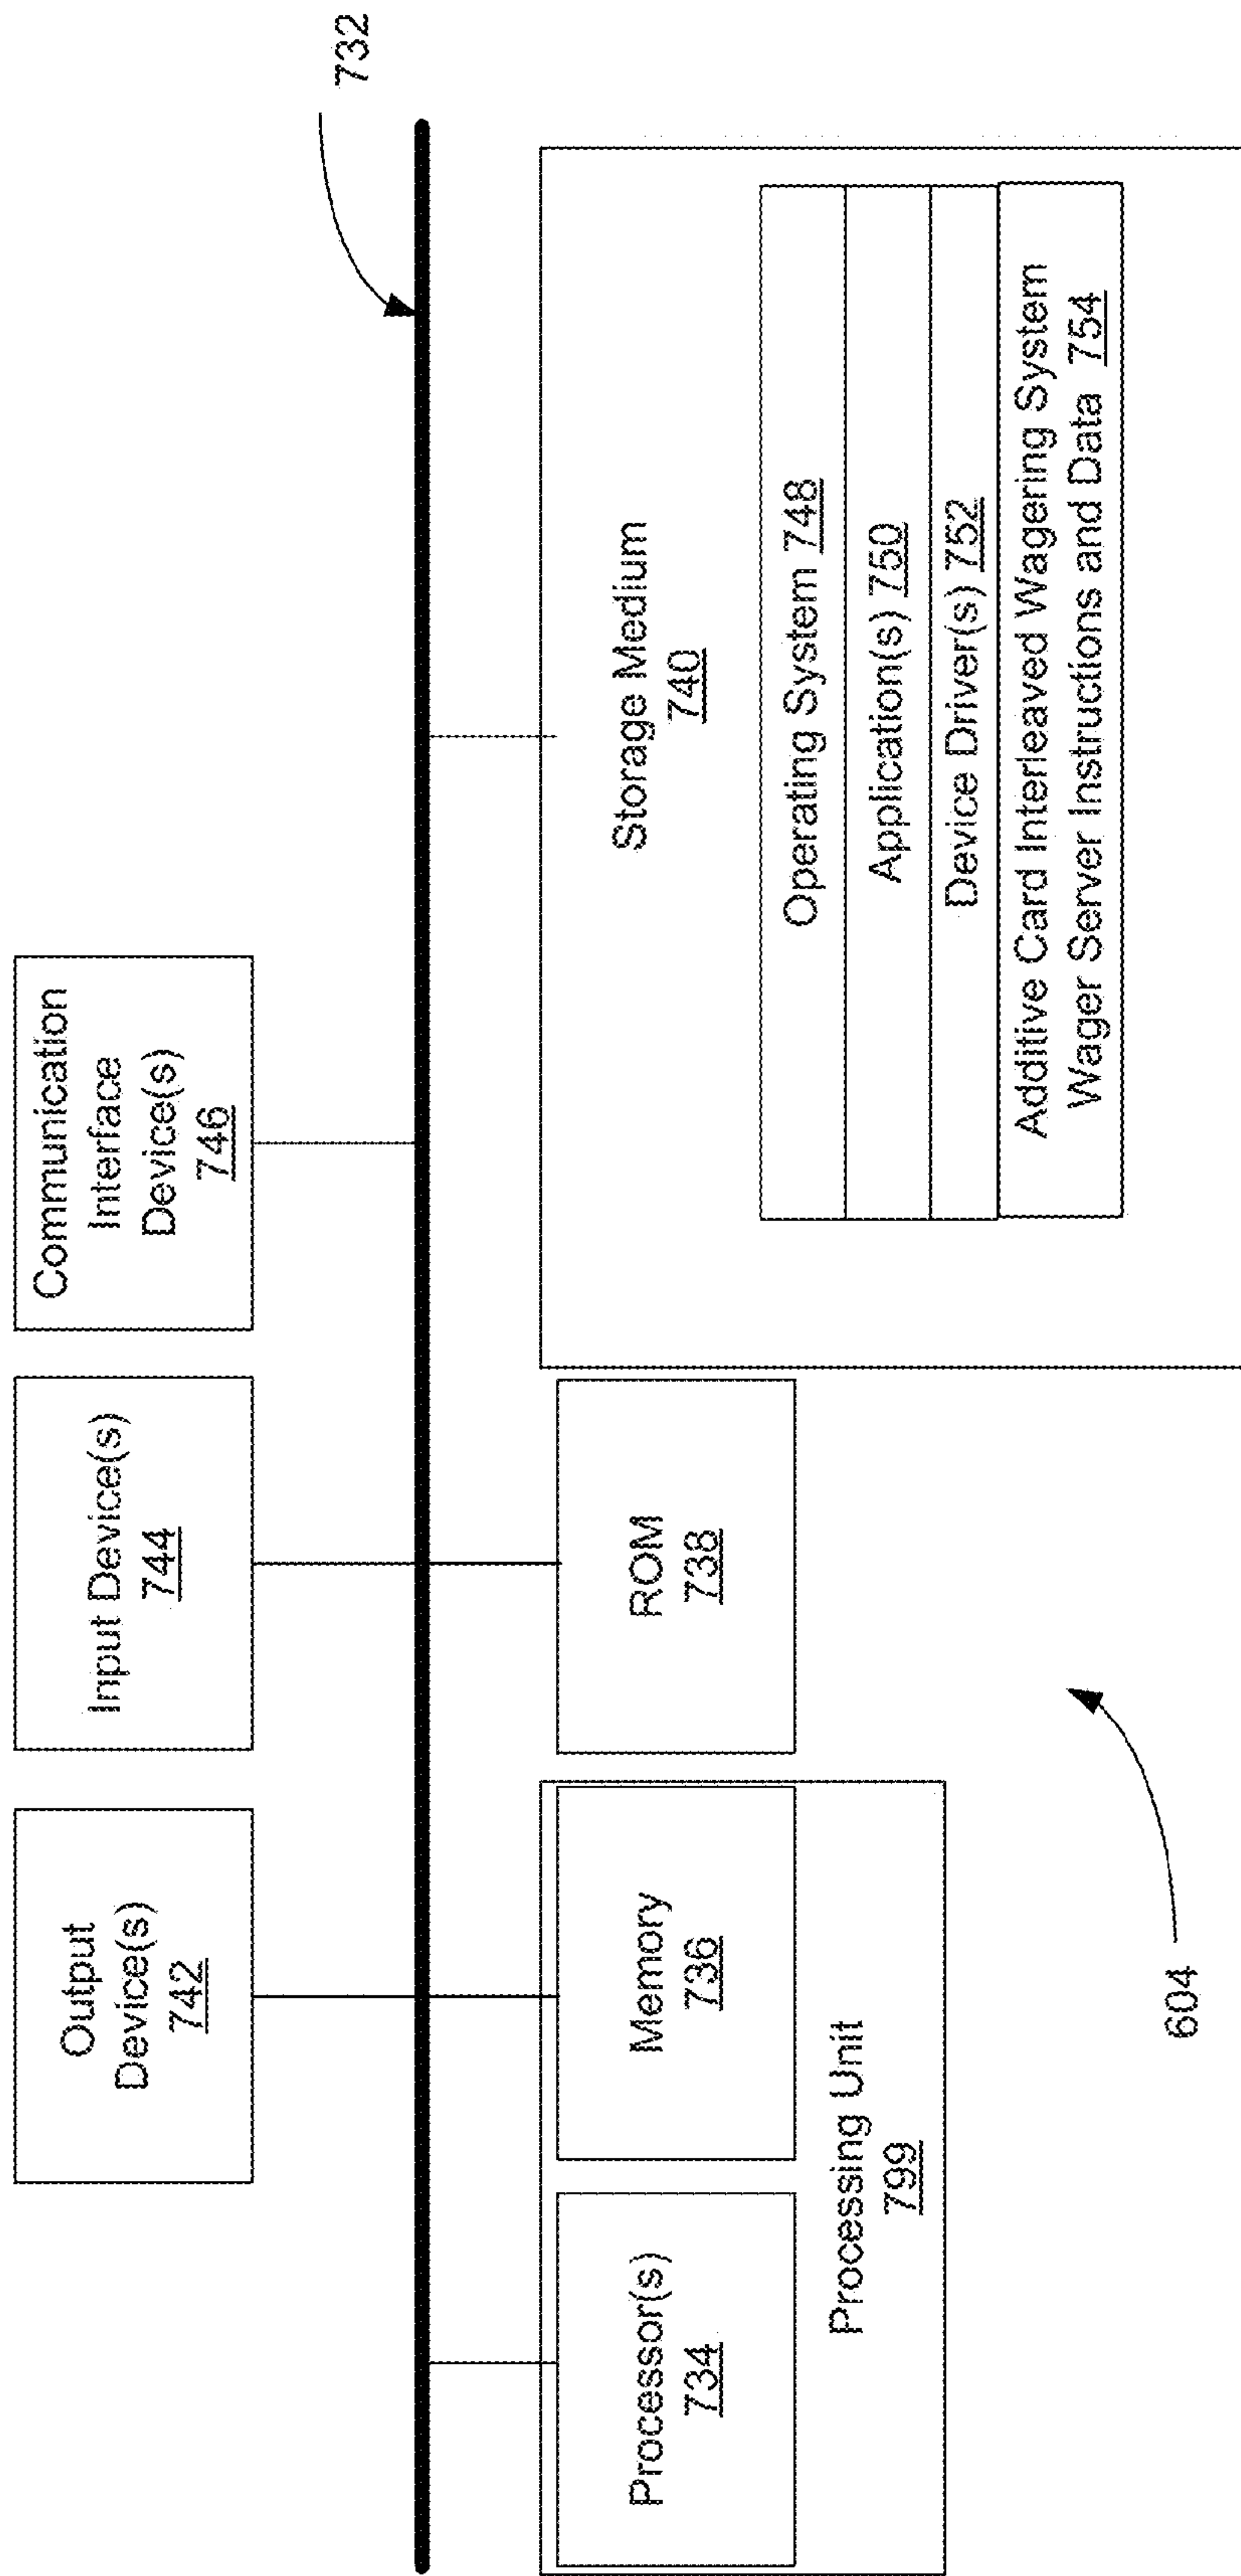 732
Output
Device(s)
742
Input Device(s)
744
Communication
Interface
Device(s)
746
Processor(s)
734
Memory
736
Processing Unit
799
ROM
738
Storage Medium
740
Operating System 748
Application(s) 750
Device Driver(s) 752
Additive Card Interleaved Wagering System
Wager Server Instructions and Data 754
604